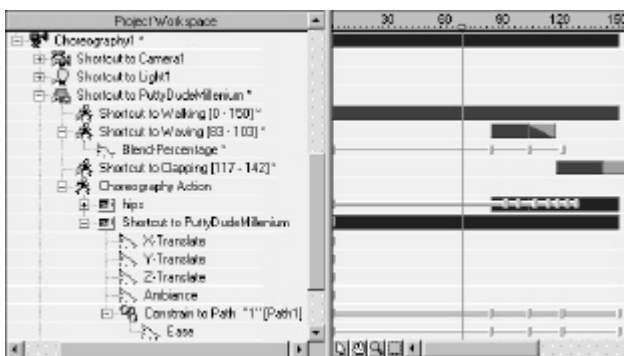 Project Workspace
30 60 90 120 150
Choreography1 *
Shortcut to Camera1
Shortcut to Light1
Shortcut to PuttyDudeMillenium *
Shortcut to Walking [0 - 150] *
Shortcut to Waving [83 - 103] *
Blend-Percentage *
Shortcut to Clapping [117 - 142] *
Choreography Action
hips
Shortcut to PuttyDudeMillenium
X-Translate
Y-Translate
Z-Translate
Ambiance
Constrain to Path "1" [Path1]
Ease